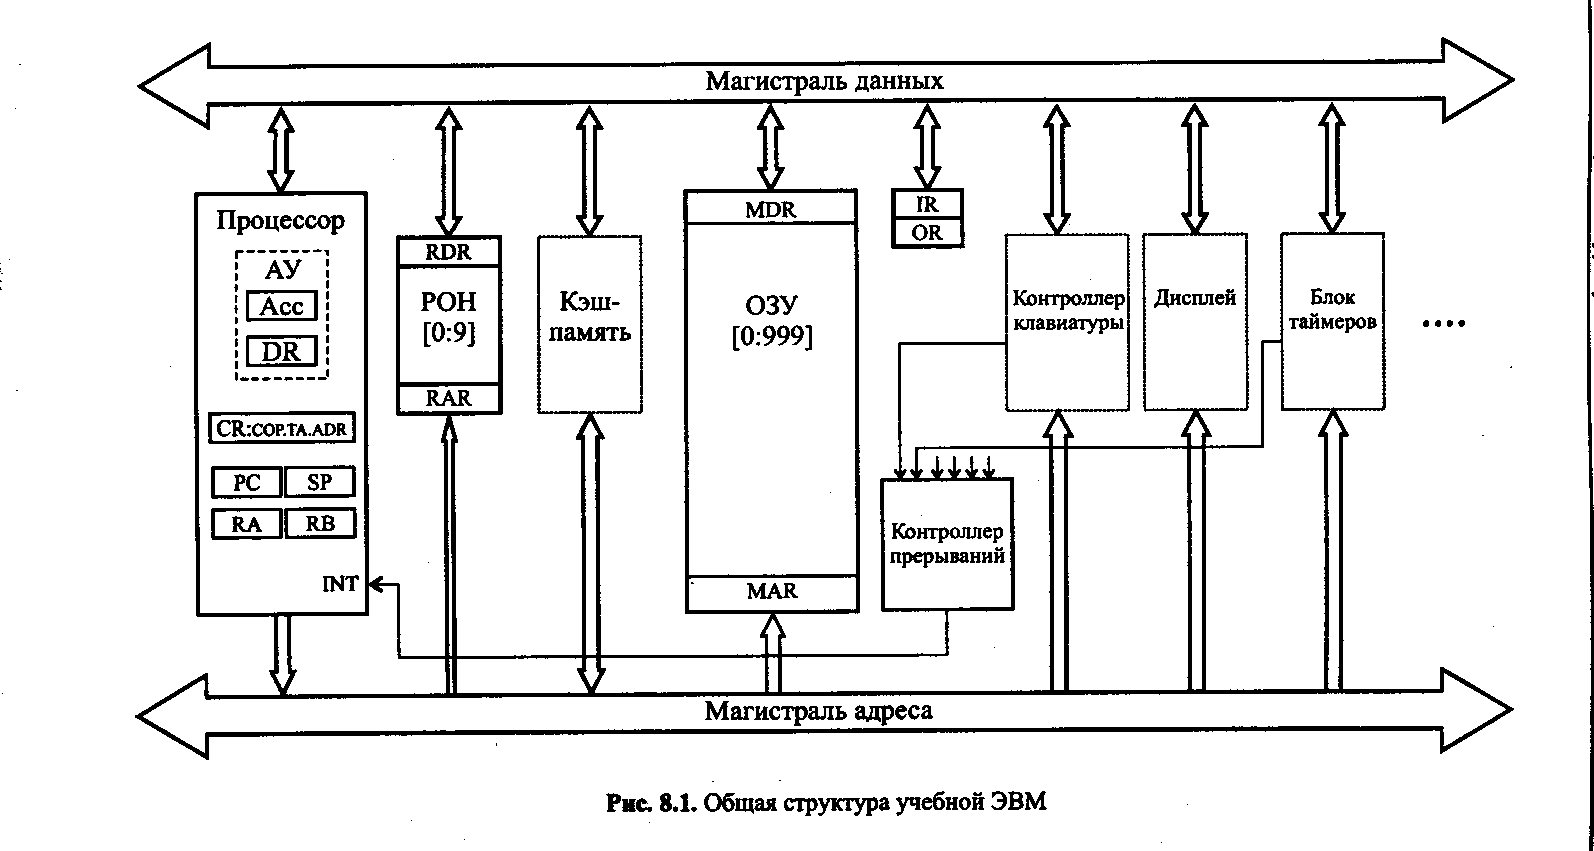 Магистраль данных
Процессор
АУ
Acc
DR
CR:COP.TA.ADR
PC
SP
RA
RB
INT
RDR
РОН
[0:9]
RAR
Кэш-
память
MDR
ОЗУ
[0:999]
MAR
IR
OR
Контроллер
клавиатуры
Дисплей
Блок
таймеров
....
Контроллер
прерываний
Магистраль адреса
Рис. 8.1. Общая структура учебной ЭВМ